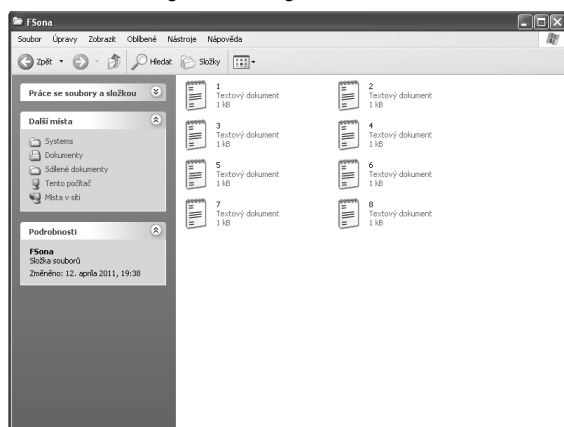 FSona
Soubor Úpravy Zobrazit Oblíbené Nástroje Nápověda
Zpět Hledat Složky
Práce se soubory a složkou
Další místa
Systems
Dokumenty
Sdílené dokumenty
Tento počítač
Místa v síti
Podrobnosti
FSona
Složka souborů
Změněno: 12. apríla 2011, 19:38
1
Textový dokument
1 kB
2
Textový dokument
1 kB
3
Textový dokument
1 kB
4
Textový dokument
1 kB
5
Textový dokument
1 kB
6
Textový dokument
1 kB
7
Textový dokument
1 kB
8
Textový dokument
1 kB